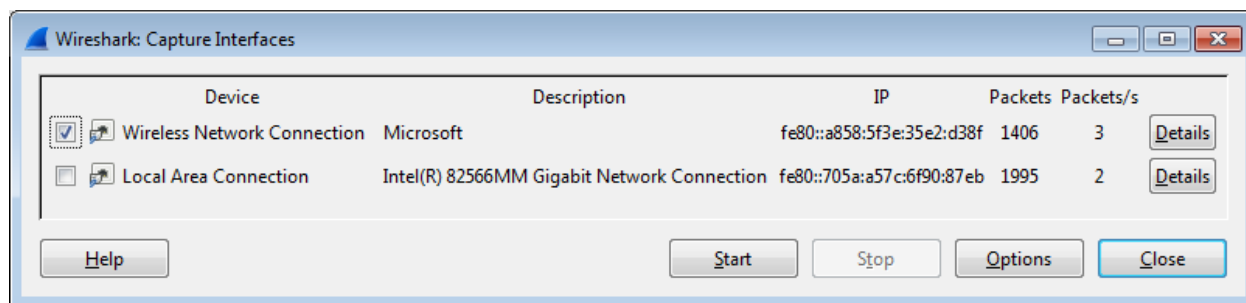 Wireshark: Capture Interfaces
Device Description IP Packets Packets/s
Wireless Network Connection Microsoft fe80::a858:5f3e:35e2:d38f 1406 3 Details
Local Area Connection Intel(R) 82566MM Gigabit Network Connection fe80::705a:a57c:6f90:87eb 1995 2 Details
Help Start Stop Options Close